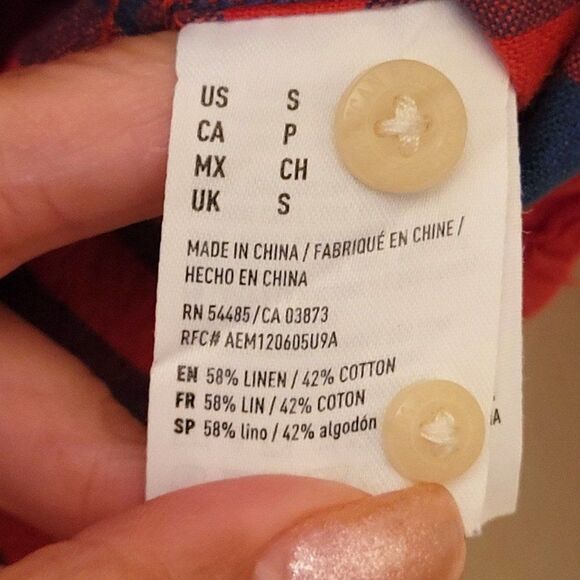 US S
CA P
MX CH
UK S
MADE IN CHINA / FABRIQUÉ EN CHINE /
HECHO EN CHINA
RN 54485/CA 03873
RFC# AEM120605U9A
EN 58% LINEN / 42% COTTON
FR 58% LIN / 42% COTON
SP 58% lino / 42% algodón